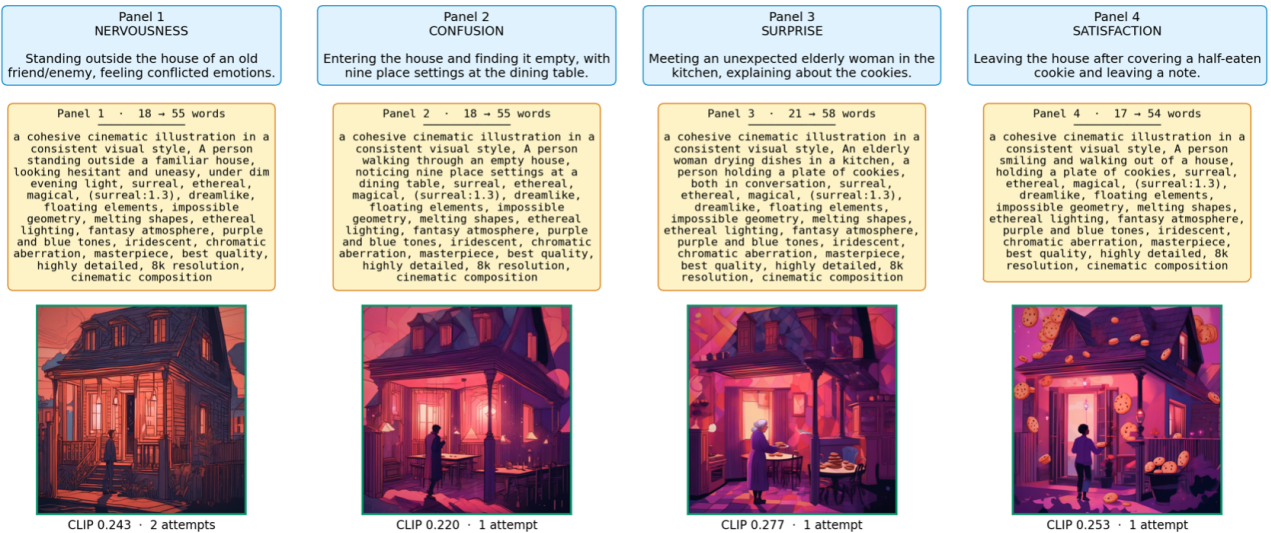 Panel 1
NERVOUSNESS
Standing outside the house of an old
friend/enemy, feeling conflicted emotions.
Panel 2
CONFUSION
Entering the house and finding it empty, with
nine place settings at the dining table.
Panel 3
SURPRISE
Meeting an unexpected elderly woman in the
kitchen, explaining about the cookies.
Panel 4
SATISFACTION
Leaving the house after covering a half-eaten
cookie and leaving a note.
Panel 1 · 18 → 55 words
a cohesive cinematic illustration in a
consistent visual style, A person
standing outside a familiar house,
looking hesitant and uneasy, under dim
evening light, surreal, ethereal,
magical, (surreal:1.3), dreamlike,
floating elements, impossible
geometry, melting shapes, ethereal
lighting, fantasy atmosphere, purple
and blue tones, iridescent, chromatic
aberration, masterpiece, best quality,
highly detailed, 8k resolution,
cinematic composition
Panel 2 · 18 → 55 words
a cohesive cinematic illustration in a
consistent visual style, A person
walking through an empty house,
noticing nine place settings at a
dining table, surreal, ethereal,
magical, (surreal:1.3), dreamlike,
floating elements, impossible
geometry, melting shapes, ethereal
lighting, fantasy atmosphere, purple
and blue tones, iridescent, chromatic
aberration, masterpiece, best quality,
highly detailed, 8k resolution,
cinematic composition
Panel 3 · 21 → 58 words
a cohesive cinematic illustration in a
consistent visual style, An elderly
woman drying dishes in a kitchen, a
person holding a plate of cookies,
both in conversation, surreal,
ethereal, magical, (surreal:1.3),
dreamlike, floating elements,
impossible geometry, melting shapes,
ethereal lighting, fantasy atmosphere,
purple and blue tones, iridescent,
chromatic aberration, masterpiece,
best quality, highly detailed, 8k
resolution, cinematic composition
Panel 4 · 17 → 54 words
a cohesive cinematic illustration in a
consistent visual style, A person
smiling and walking out of a house,
holding a plate of cookies, surreal,
ethereal, magical, (surreal:1.3),
dreamlike, floating elements,
impossible geometry, melting shapes,
ethereal lighting, fantasy atmosphere,
purple and blue tones, iridescent,
chromatic aberration, masterpiece,
best quality, highly detailed, 8k
resolution, cinematic composition
CLIP 0.243 · 2 attempts
CLIP 0.220 · 1 attempt
CLIP 0.277 · 1 attempt
CLIP 0.253 · 1 attempt